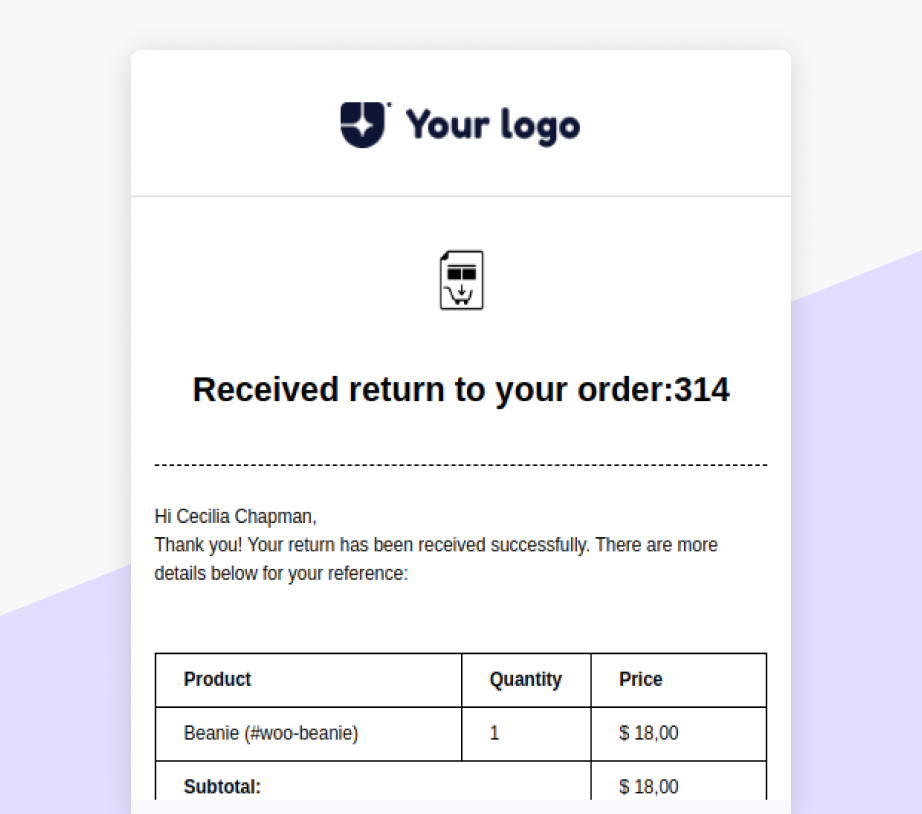 Your logo
Received return to your order:314
Hi Cecilia Chapman,
Thank you! Your return has been received successfully. There are more
details below for your reference:
Product Quantity Price
Beanie (#woo-beanie) 1 $ 18,00
Subtotal: $ 18,00